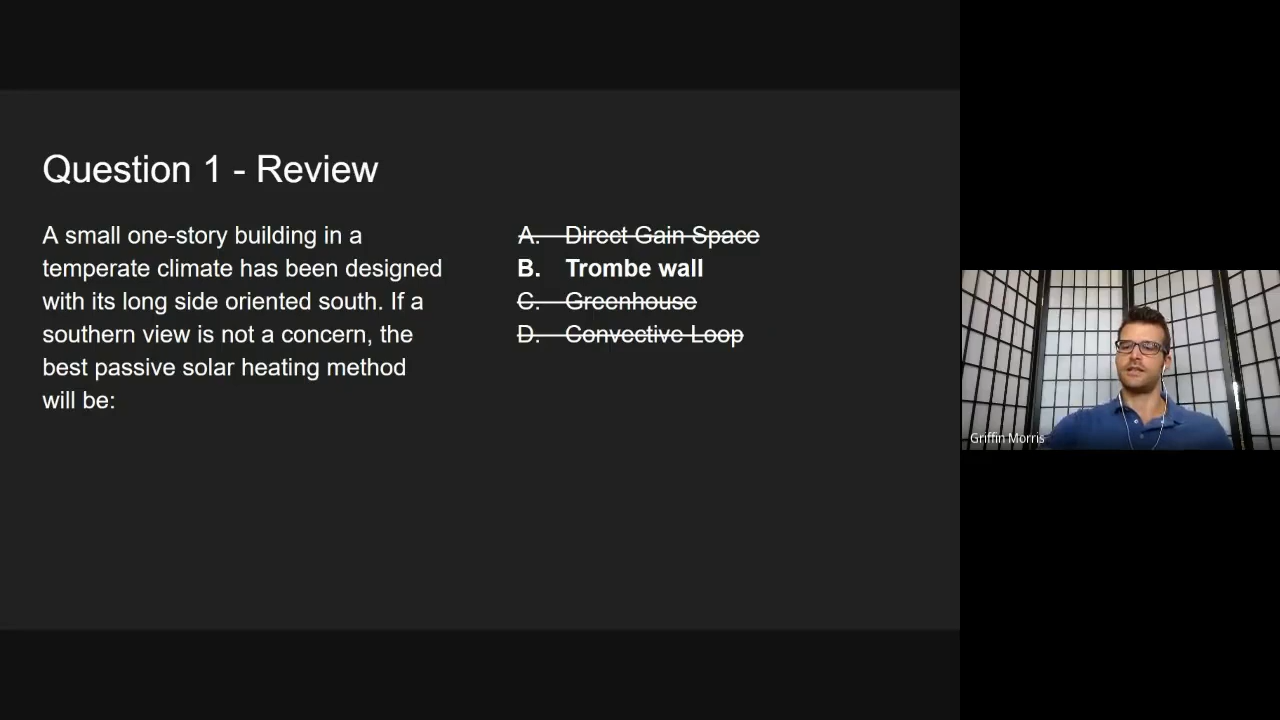 Question 1 - Review
A small one-story building in a
temperate climate has been designed
with its long side oriented south. If a
southern view is not a concern, the
best passive solar heating method
will be:
A. Direct Gain Space
B. Trombe wall
C. Greenhouse
D. Convective Loop
Griffin Morris